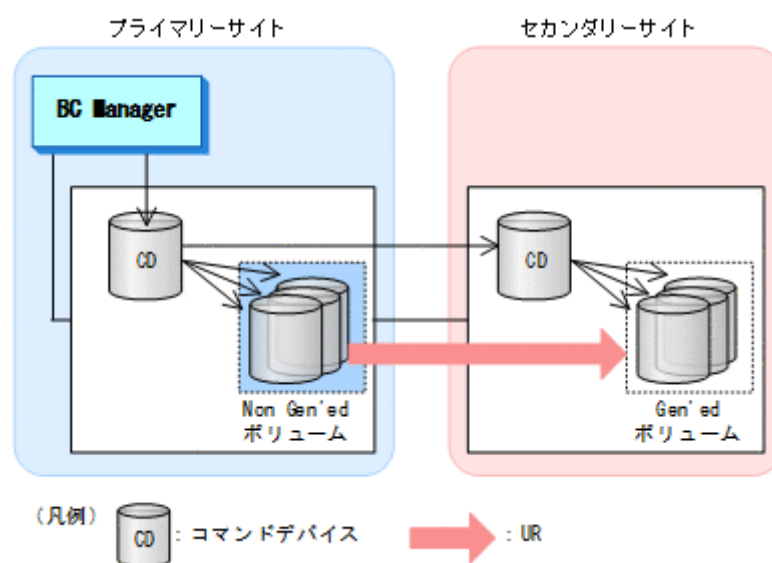 プライマリーサイト
セカンダリーサイト
BC Manager
CD
CD
Non Gen'ed
ボリューム
Gen'ed
ボリューム
(凡例)
CD
：コマンドデバイス
：UR